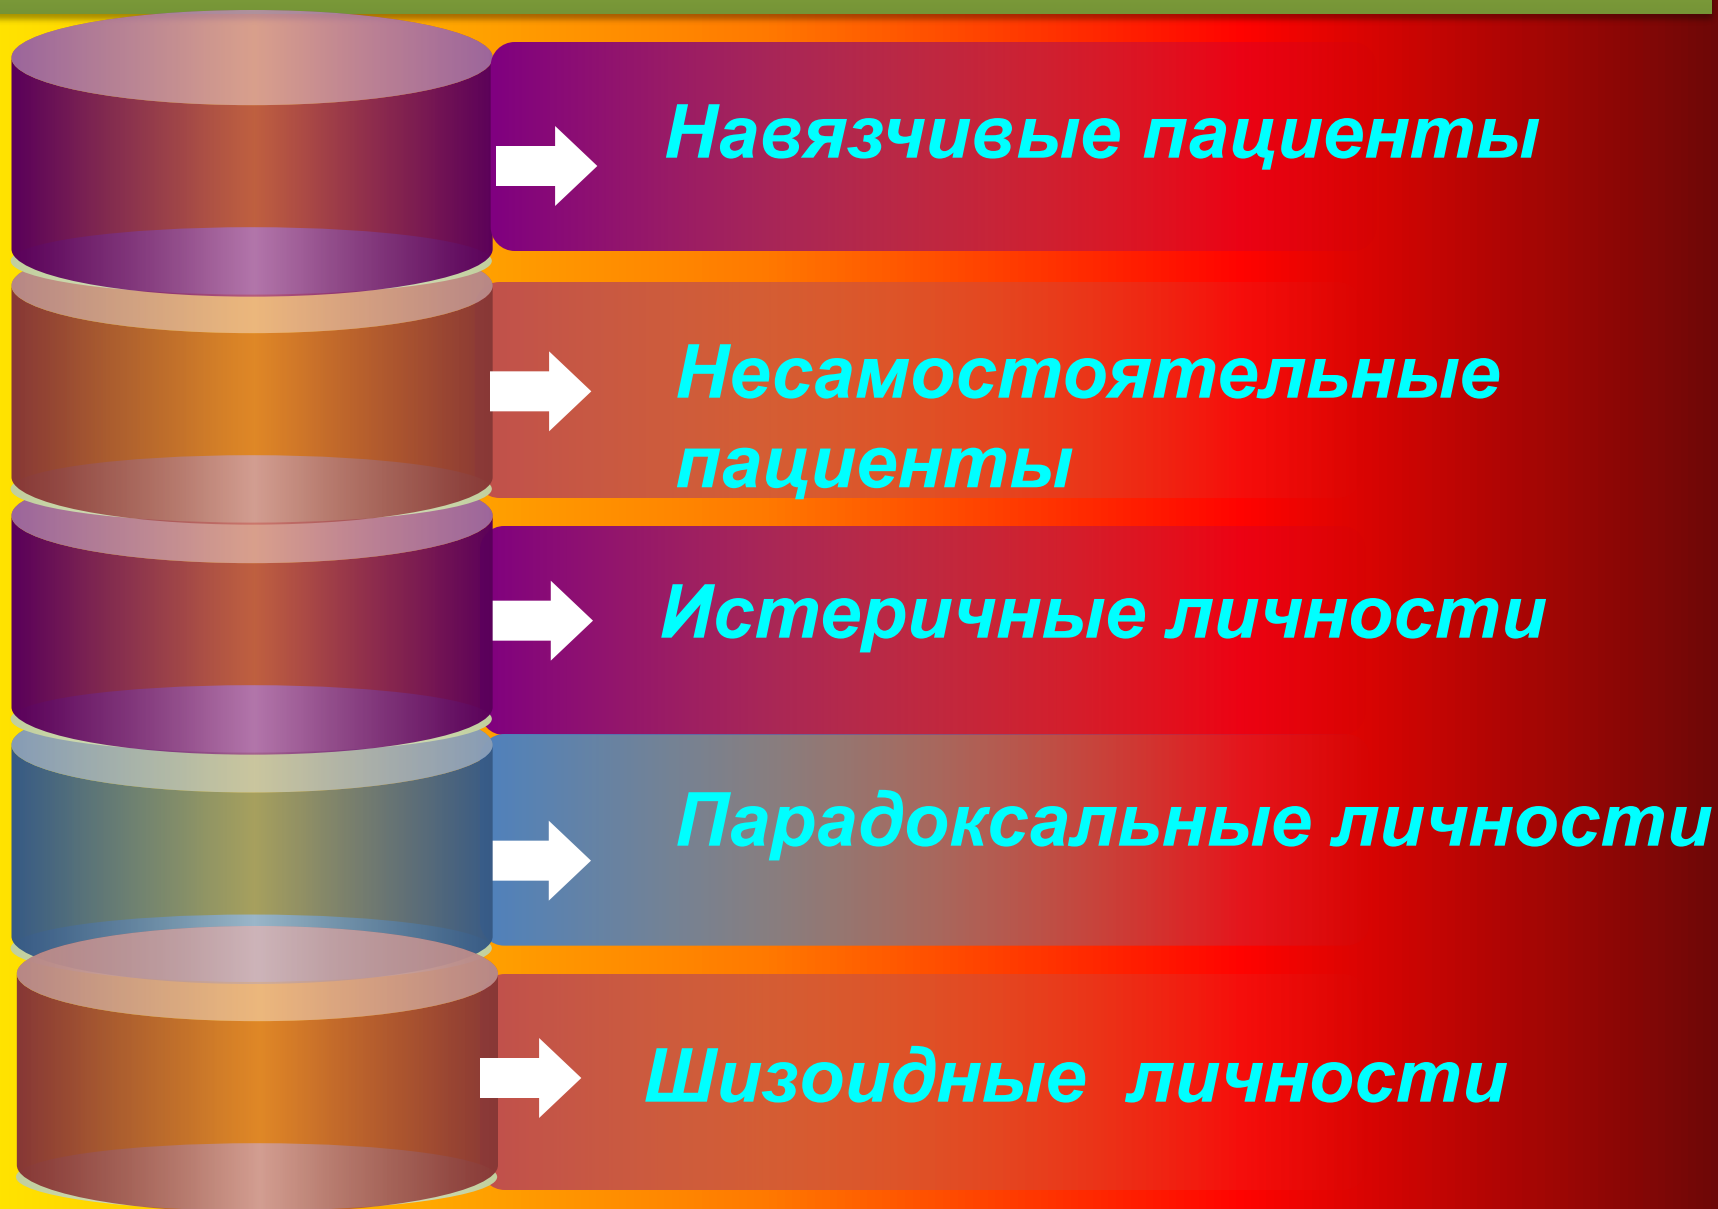 Навязчивые пациенты
Несамостоятельные
пациенты
Истеричные личности
Парадоксальные личности
Шизоидные личности